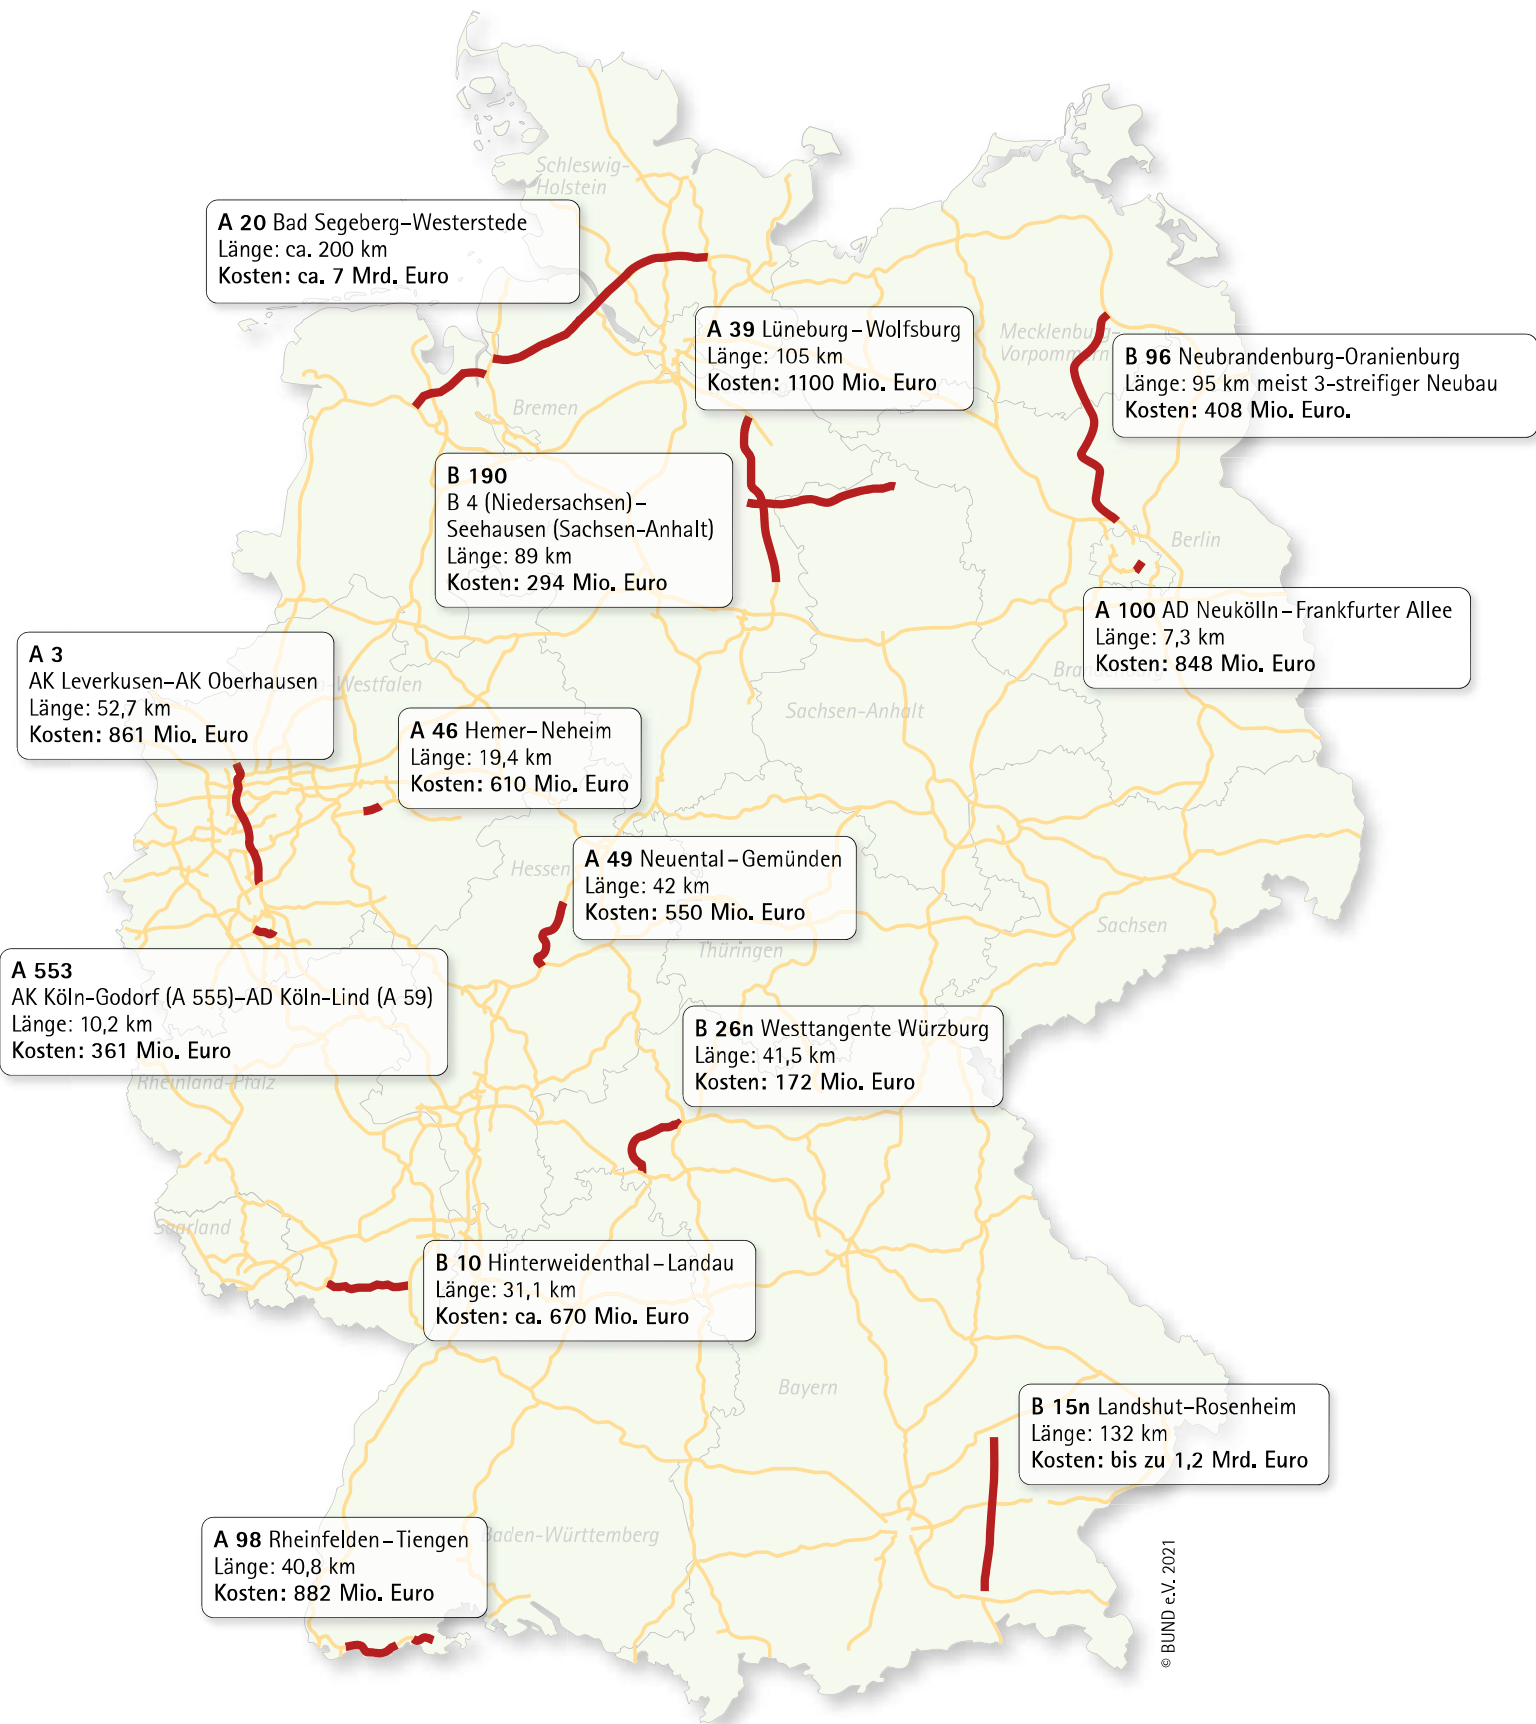 Schleswig-
Holstein
A 20 Bad Segeberg–Westerstede
Länge: ca. 200 km
Kosten: ca. 7 Mrd. Euro
A 39 Lüneburg–Wolfsburg
Länge: 105 km
Kosten: 1100 Mio. Euro
Mecklenburg-
Vorpommern
B 96 Neubrandenburg-Oranienburg
Länge: 95 km meist 3-streifiger Neubau
Kosten: 408 Mio. Euro.
Bremen
B 190
B 4 (Niedersachsen)–
Seehausen (Sachsen-Anhalt)
Länge: 89 km
Kosten: 294 Mio. Euro
Berlin
A 100 AD Neukölln–Frankfurter Allee
Länge: 7,3 km
Kosten: 848 Mio. Euro
Brandenburg
A 3
AK Leverkusen–AK Oberhausen
Länge: 52,7 km
Kosten: 861 Mio. Euro
-Westfalen
Sachsen-Anhalt
A 46 Hemer–Neheim
Länge: 19,4 km
Kosten: 610 Mio. Euro
Hessen
A 49 Neuental–Gemünden
Länge: 42 km
Kosten: 550 Mio. Euro
Sachsen
Thüringen
A 553
AK Köln-Godorf (A 555)–AD Köln-Lind (A 59)
Länge: 10,2 km
Kosten: 361 Mio. Euro
Rheinland-Pfalz
B 26n Westtangente Würzburg
Länge: 41,5 km
Kosten: 172 Mio. Euro
Saarland
B 10 Hinterweidenthal–Landau
Länge: 31,1 km
Kosten: ca. 670 Mio. Euro
Bayern
B 15n Landshut–Rosenheim
Länge: 132 km
Kosten: bis zu 1,2 Mrd. Euro
Baden-Württemberg
A 98 Rheinfelden–Tiengen
Länge: 40,8 km
Kosten: 882 Mio. Euro
© BUND e.V. 2021